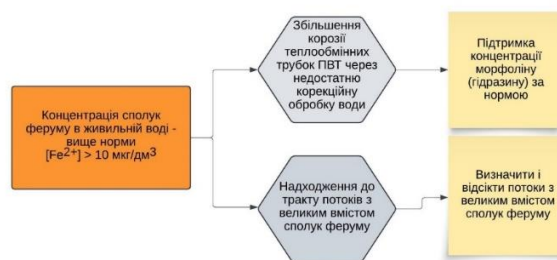 Концентрація сполук
феруму в живильній воді -
вище норми
[Fe²⁺] > 10 мкг/дм³
Збільшення
корозії
теплообмінних
трубок ПВТ через
недостатню
корекційну
обробку води
Підтримка
концентрації
морфоліну
(гідразину) за
нормою
Надходження до
тракту потоків з
великим вмістом
сполук феруму
Визначити і
відсікти потоки з
великим вмістом
сполук феруму